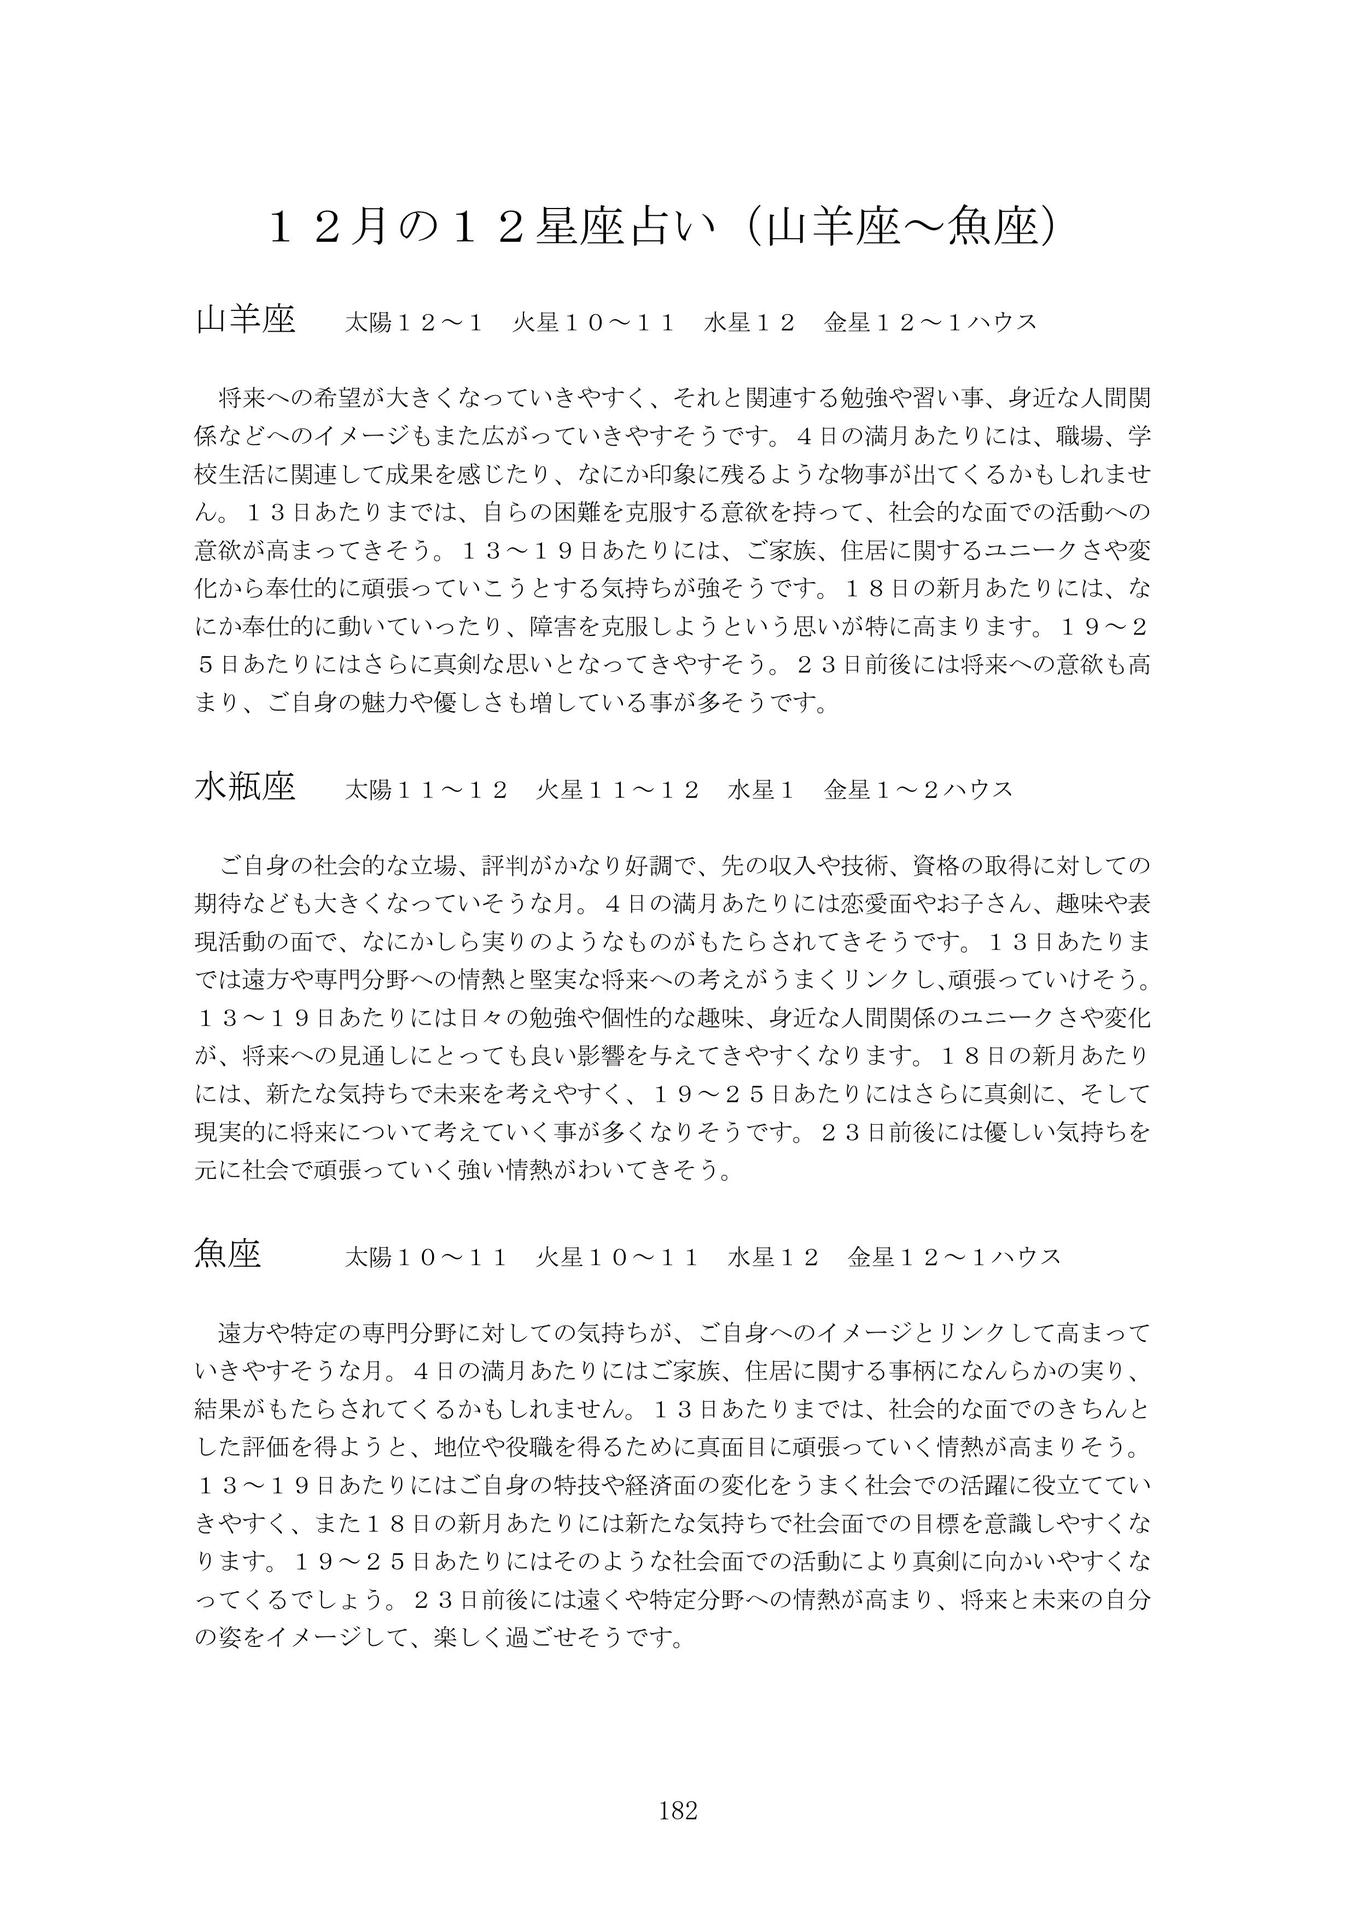 １２月の１２星座占い（山羊座～魚座）
山羊座　太陽１２～１　火星１０～１１　水星１２　金星１２～１ハウス
　将来への希望が大きくなっていきやすく、それと関連する勉強や習い事、身近な人間関
係などへのイメージもまた広がっていきやすそうです。４日の満月あたりには、職場、学
校生活に関連して成果を感じたり、なにか印象に残るような物事が出てくるかもしれませ
ん。１３日あたりまでは、自らの困難を克服する意欲を持って、社会的な面での活動への
意欲が高まってきそう。１３～１９日あたりには、ご家族、住居に関するユニークさや変
化から奉仕的に頑張っていこうとする気持ちが強そうです。１８日の新月あたりには、な
にか奉仕的に動いていったり、障害を克服しようという思いが特に高まります。１９～２
５日あたりにはさらに真剣な思いとなってきやすそう。２３日前後には将来への意欲も高
まり、ご自身の魅力や優しさも増している事が多そうです。
水瓶座　太陽１１～１２　火星１１～１２　水星１　金星１～２ハウス
　ご自身の社会的な立場、評判がかなり好調で、先の収入や技術、資格の取得に対しての
期待なども大きくなっていそうな月。４日の満月あたりには恋愛面やお子さん、趣味や表
現活動の面で、なにかしら実りのようなものがもたらされてきそうです。１３日あたりま
では遠方や専門分野への情熱と堅実な将来への考えがうまくリンクし、頑張っていけそう。
１３～１９日あたりには日々の勉強や個性的な趣味、身近な人間関係のユニークさや変化
が、将来への見通しにとっても良い影響を与えてきやすくなります。１８日の新月あたり
には、新たな気持ちで未来を考えやすく、１９～２５日あたりにはさらに真剣に、そして
現実的に将来について考えていく事が多くなりそうです。２３日前後には優しい気持ちを
元に社会で頑張っていく強い情熱がわいてきそう。
魚座　太陽１０～１１　火星１０～１１　水星１２　金星１２～１ハウス
　遠方や特定の専門分野に対しての気持ちが、ご自身へのイメージとリンクして高まって
いきやすそうな月。４日の満月あたりにはご家族、住居に関する事柄になんらかの実り、
結果がもたらされてくるかもしれません。１３日あたりまでは、社会的な面でのきちんと
した評価を得ようと、地位や役職を得るために真面目に頑張っていく情熱が高まりそう。
１３～１９日あたりにはご自身の特技や経済面の変化をうまく社会での活躍に役立ててい
きやすく、また１８日の新月あたりには新たな気持ちで社会面での目標を意識しやすくな
ります。１９～２５日あたりにはそのような社会面での活動により真剣に向かいやすくな
ってくるでしょう。２３日前後には遠くや特定分野への情熱が高まり、将来と未来の自分
の姿をイメージして、楽しく過ごせそうです。
182